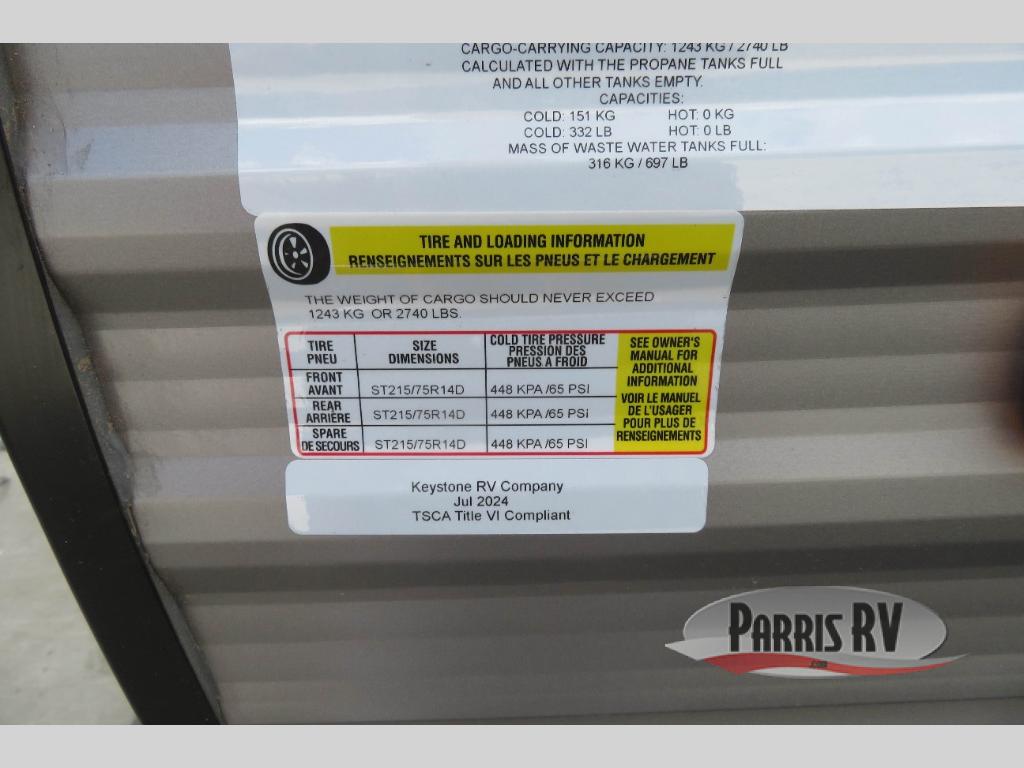 CARGO-CARRYING CAPACITY: 1243 KG / 2740 LB
CALCULATED WITH THE PROPANE TANKS FULL
AND ALL OTHER TANKS EMPTY.
CAPACITIES:
COLD: 151 KG HOT: 0 KG
COLD: 332 LB HOT: 0 LB
MASS OF WASTE WATER TANKS FULL:
316 KG / 697 LB
TIRE AND LOADING INFORMATION
RENSEIGNEMENTS SUR LES PNEUS ET LE CHARGEMENT
THE WEIGHT OF CARGO SHOULD NEVER EXCEED
1243 KG OR 2740 LBS.
TIRE
PNEU
SIZE
DIMENSIONS
COLD TIRE PRESSURE
PRESSION DES
PNEUS A FROID
FRONT
AVANT
ST215/75R14D
448 KPA /65 PSI
REAR
ARRIÈRE
ST215/75R14D
448 KPA /65 PSI
SPARE
DE SECOURS
ST215/75R14D
448 KPA /65 PSI
SEE OWNER'S
MANUAL FOR
ADDITIONAL
INFORMATION
VOIR LE MANUEL
DE L'USAGER
POUR PLUS DE
RENSEIGNEMENTS
Keystone RV Company
Jul 2024
TSCA Title VI Compliant
PARRIS RV
.com